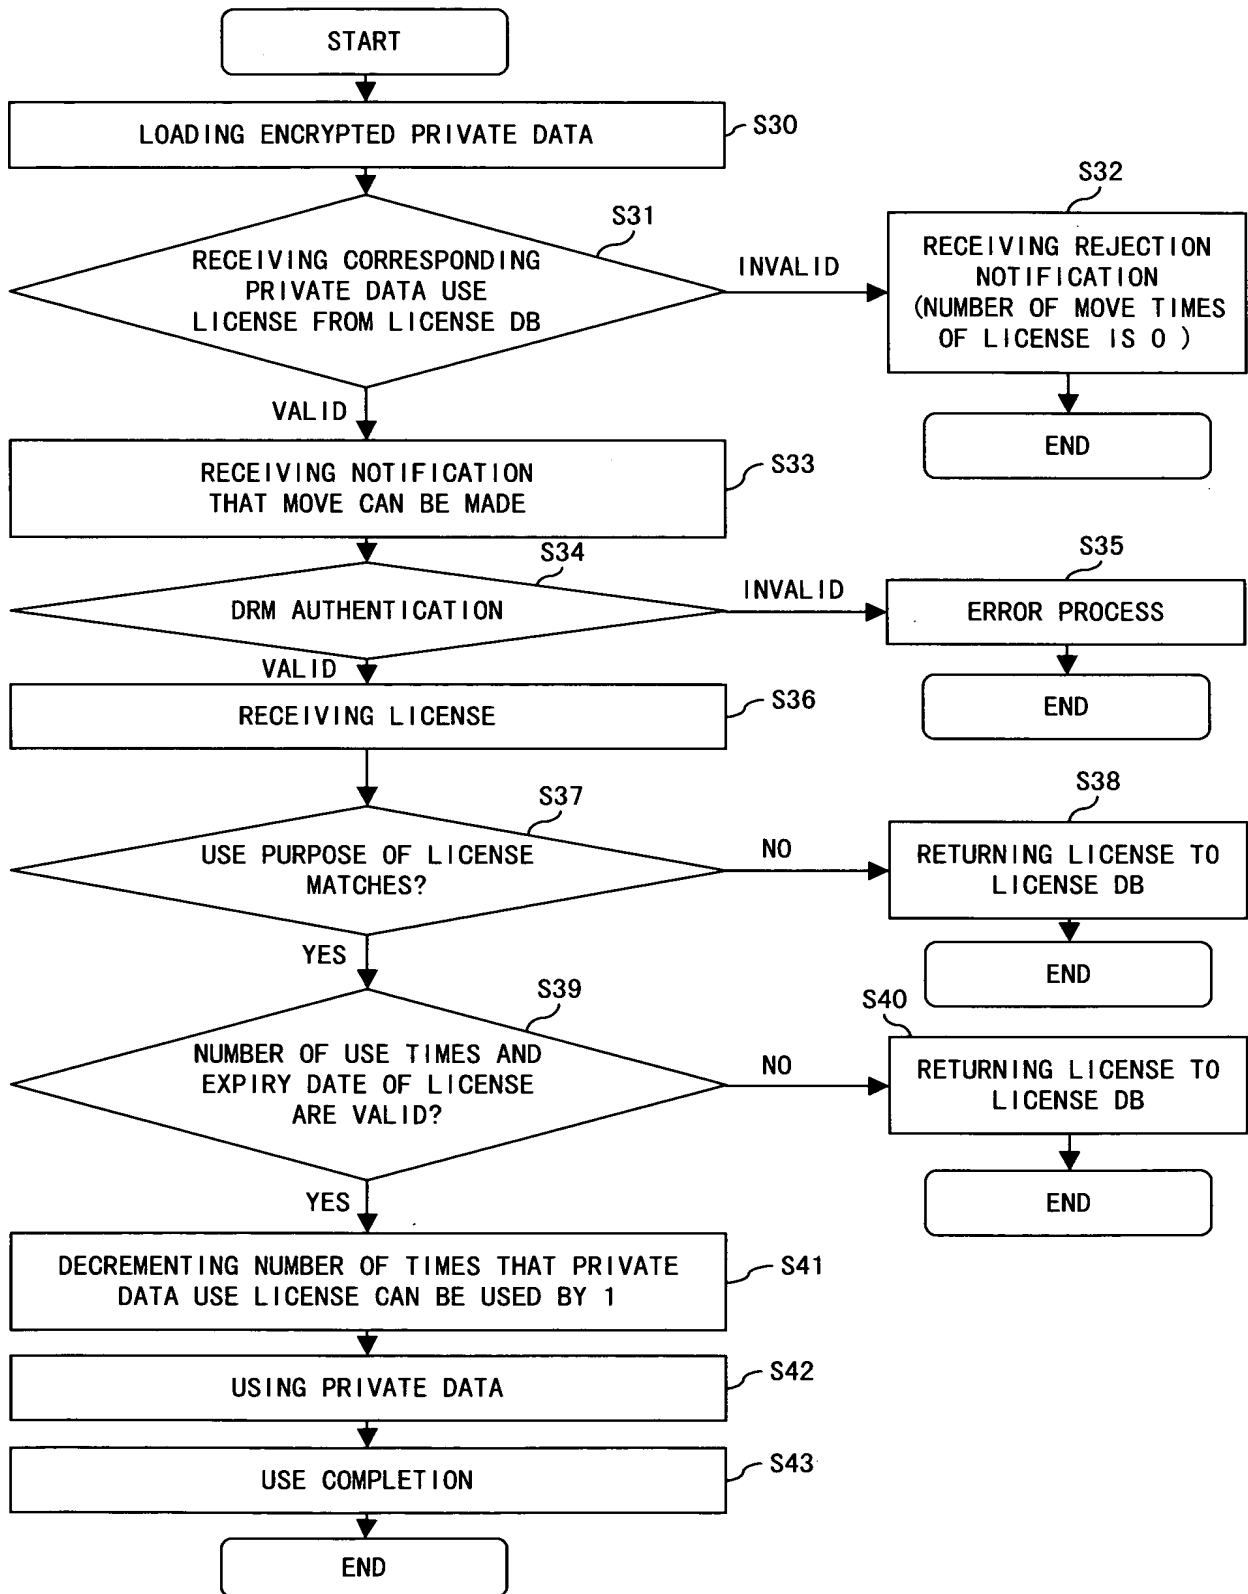 START
LOADING ENCRYPTED PRIVATE DATA
S30
S31
RECEIVING CORRESPONDING
PRIVATE DATA USE
LICENSE FROM LICENSE DB
INVALID
S32
RECEIVING REJECTION
NOTIFICATION
(NUMBER OF MOVE TIMES
OF LICENSE IS 0 )
END
VALID
RECEIVING NOTIFICATION
THAT MOVE CAN BE MADE
S33
S34
DRM AUTHENTICATION
INVALID
S35
ERROR PROCESS
END
VALID
RECEIVING LICENSE
S36
S37
USE PURPOSE OF LICENSE
MATCHES?
NO
S38
RETURNING LICENSE TO
LICENSE DB
END
YES
S39
NUMBER OF USE TIMES AND
EXPIRY DATE OF LICENSE
ARE VALID?
NO
S40
RETURNING LICENSE TO
LICENSE DB
END
YES
DECREMENTING NUMBER OF TIMES THAT PRIVATE
DATA USE LICENSE CAN BE USED BY 1
S41
USING PRIVATE DATA
S42
USE COMPLETION
S43
END